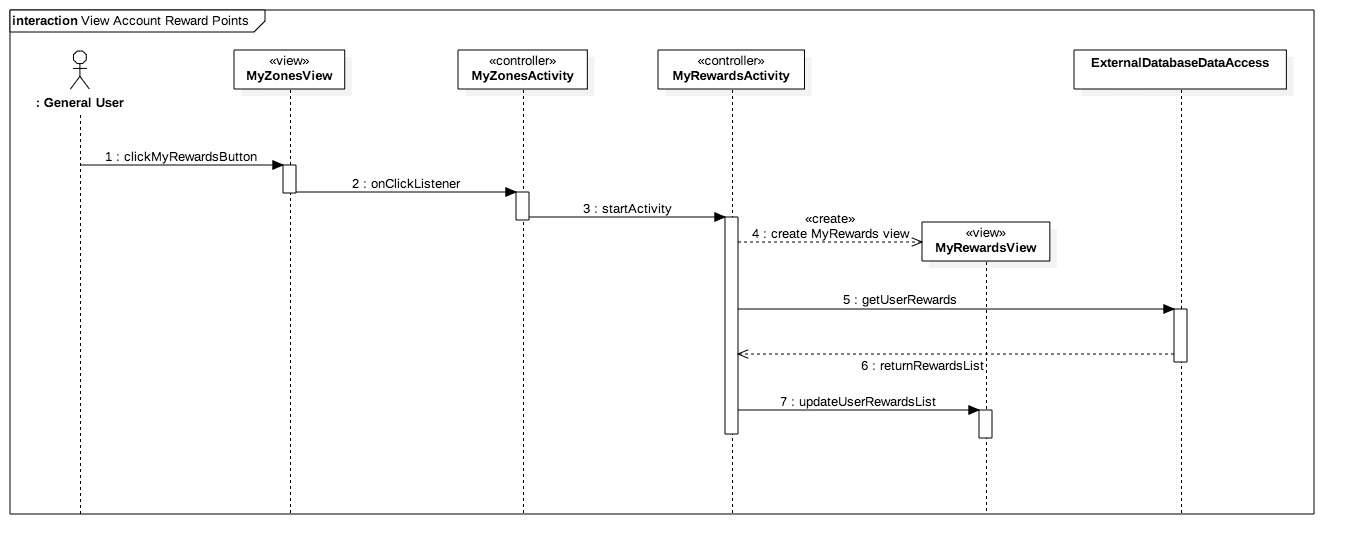 interaction View Account Reward Points
: General User
«view»
MyZonesView
«controller»
MyZonesActivity
«controller»
MyRewardsActivity
ExternalDatabaseDataAccess
1 : clickMyRewardsButton
2 : onClickListener
3 : startActivity
«create»
4 : create MyRewards view
«view»
MyRewardsView
5 : getUserRewards
6 : returnRewardsList
7 : updateUserRewardsList